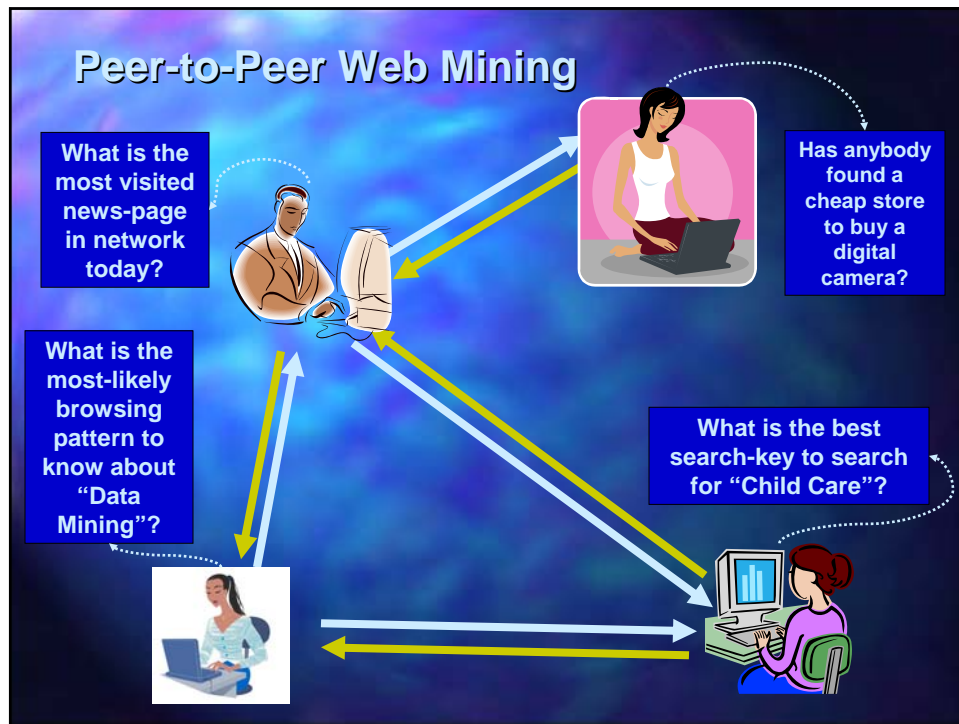 Peer-to-Peer Web Mining
What is the
most visited
news-page
in network
today?
Has anybody
found a
cheap store
to buy a
digital
camera?
What is the
most-likely
browsing
pattern to
know about
“Data
Mining”?
What is the best
search-key to search
for “Child Care”?